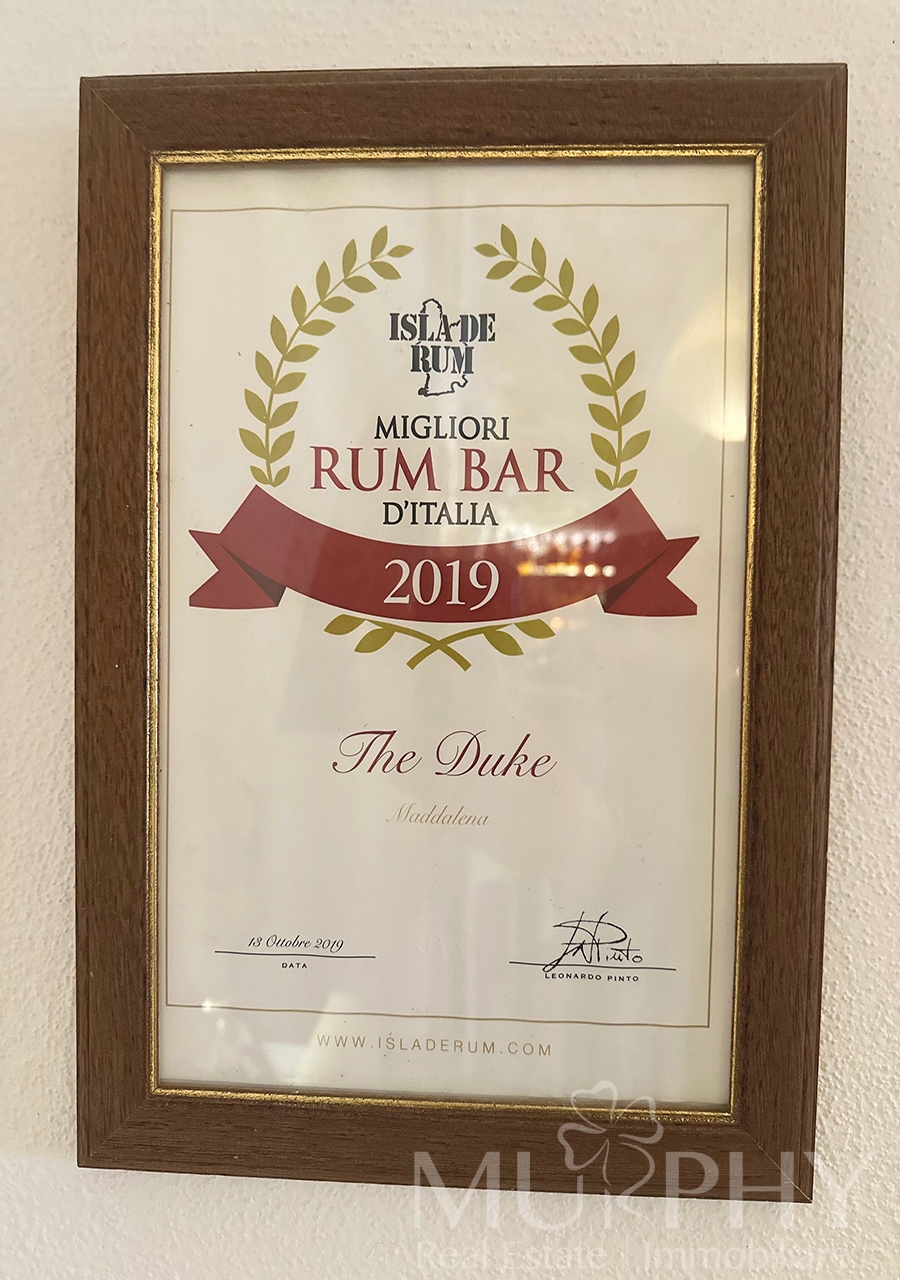 ISLA DE
RUM
MIGLIORI
RUM BAR
D'ITALIA
2019
The Duke
Maddalena
13 Ottobre 2019
DATA
Pinto
LEONARDO PINTO
WWW.ISLADERUM.COM
MURPHY
Real Estate | Immobiliare